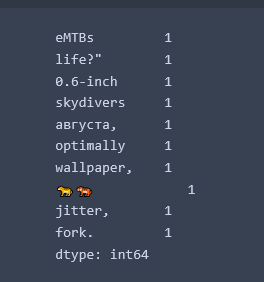 eMTBs 1
life?" 1
0.6-inch 1
skydivers 1
августа, 1
optimally 1
wallpaper, 1
🐆🐅 1
jitter, 1
fork. 1
dtype: int64